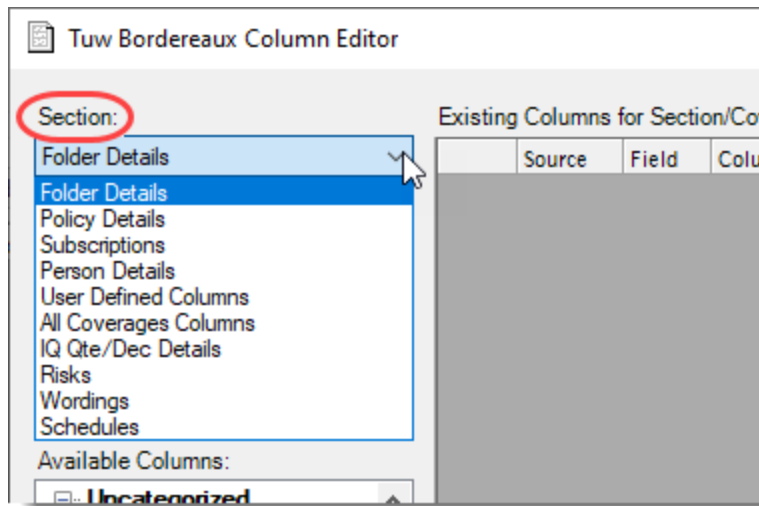 Tuw Bordereaux Column Editor
Section:
Existing Columns for Section/Co
Folder Details
Source Field Colu
Folder Details
Policy Details
Subscriptions
Person Details
User Defined Columns
All Coverages Columns
IQ Qte/Dec Details
Risks
Wordings
Schedules
Available Columns:
Uncategorized